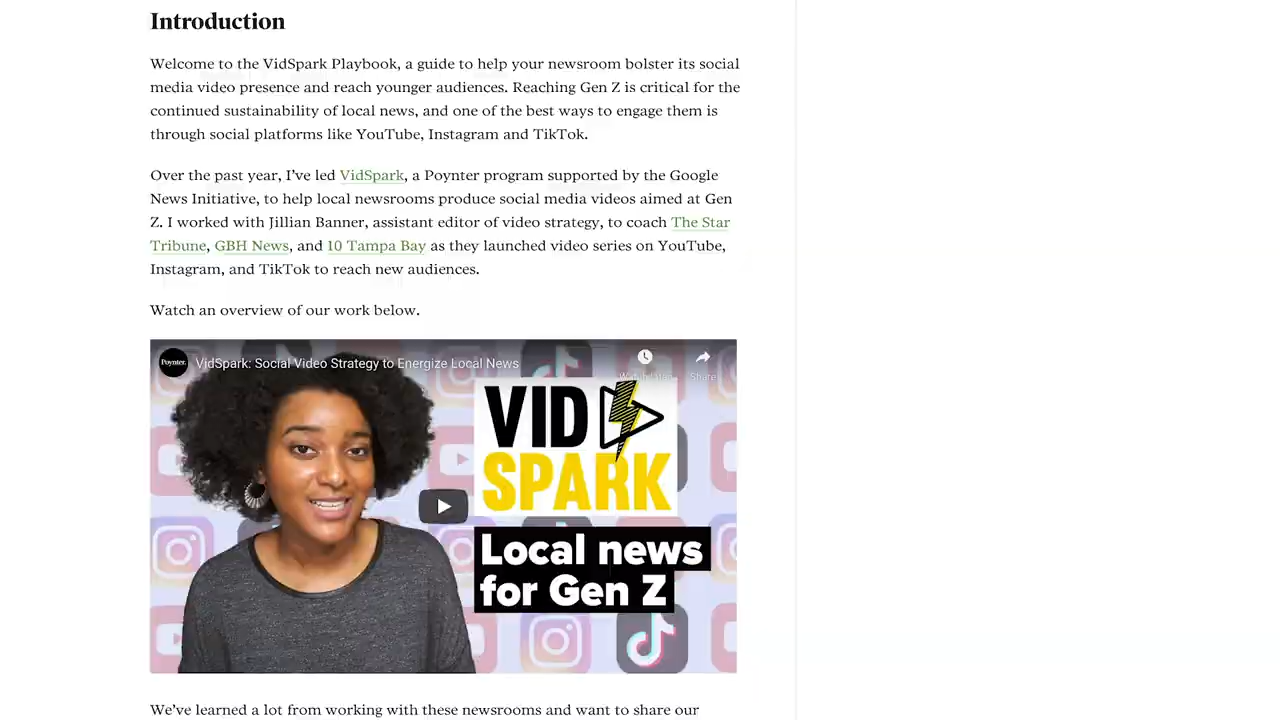 Introduction
Welcome to the VidSpark Playbook, a guide to help your newsroom bolster its social
media video presence and reach younger audiences. Reaching Gen Z is critical for the
continued sustainability of local news, and one of the best ways to engage them is
through social platforms like YouTube, Instagram and TikTok.
Over the past year, I’ve led VidSpark, a Poynter program supported by the Google
News Initiative, to help local newsrooms produce social media videos aimed at Gen
Z. I worked with Jillian Banner, assistant editor of video strategy, to coach The Star
Tribune, GBH News, and 10 Tampa Bay as they launched video series on YouTube,
Instagram, and TikTok to reach new audiences.
Watch an overview of our work below.
Poynter. VidSpark: Social Video Strategy to Energize Local News
Share
VID
SPARK
Local news
for Gen Z
We’ve learned a lot from working with these newsrooms and want to share our